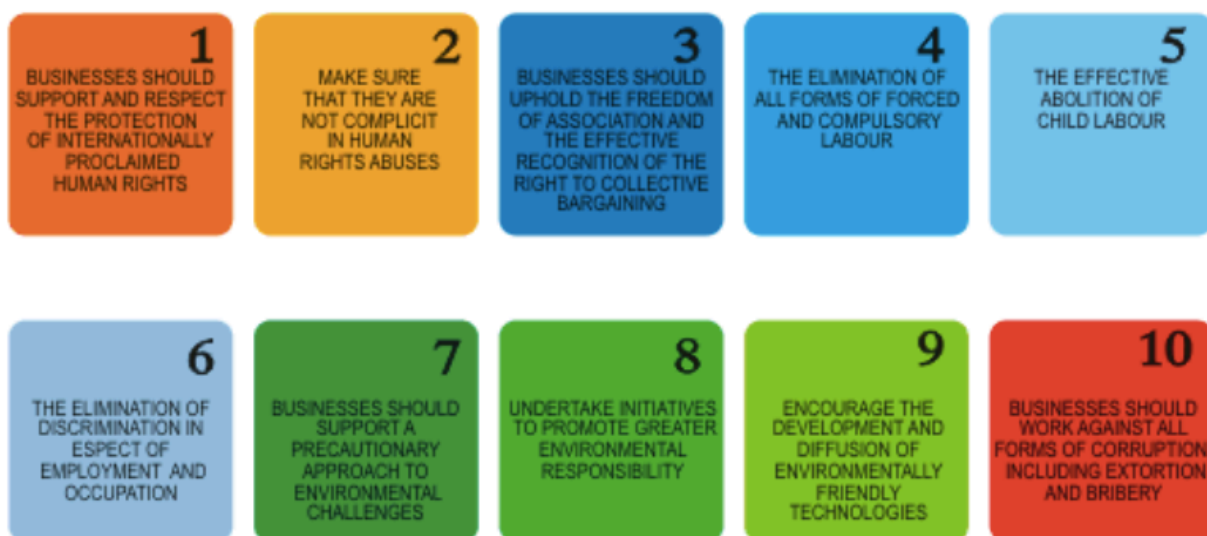 1
BUSINESSES SHOULD
SUPPORT AND RESPECT
THE PROTECTION
OF INTERNATIONALLY
PROCLAIMED
HUMAN RIGHTS
2
MAKE SURE
THAT THEY ARE
NOT COMPLICIT
IN HUMAN
RIGHTS ABUSES
3
BUSINESSES SHOULD
UPHOLD THE FREEDOM
OF ASSOCIATION AND
THE EFFECTIVE
RECOGNITION OF THE
RIGHT TO COLLECTIVE
BARGAINING
4
THE ELIMINATION OF
ALL FORMS OF FORCED
AND COMPULSORY
LABOUR
5
THE EFFECTIVE
ABOLITION OF
CHILD LABOUR
6
THE ELIMINATION OF
DISCRIMINATION IN
ESPECT OF
EMPLOYMENT AND
OCCUPATION
7
BUSINESSES SHOULD
SUPPORT A
PRECAUTIONARY
APPROACH TO
ENVIRONMENTAL
CHALLENGES
8
UNDERTAKE INITIATIVES
TO PROMOTE GREATER
ENVIRONMENTAL
RESPONSIBILITY
9
ENCOURAGE THE
DEVELOPMENT AND
DIFFUSION OF
ENVIRONMENTALLY
FRIENDLY
TECHNOLOGIES
10
BUSINESSES SHOULD
WORK AGAINST ALL
FORMS OF CORRUPTION
INCLUDING EXTORTION
AND BRIBERY